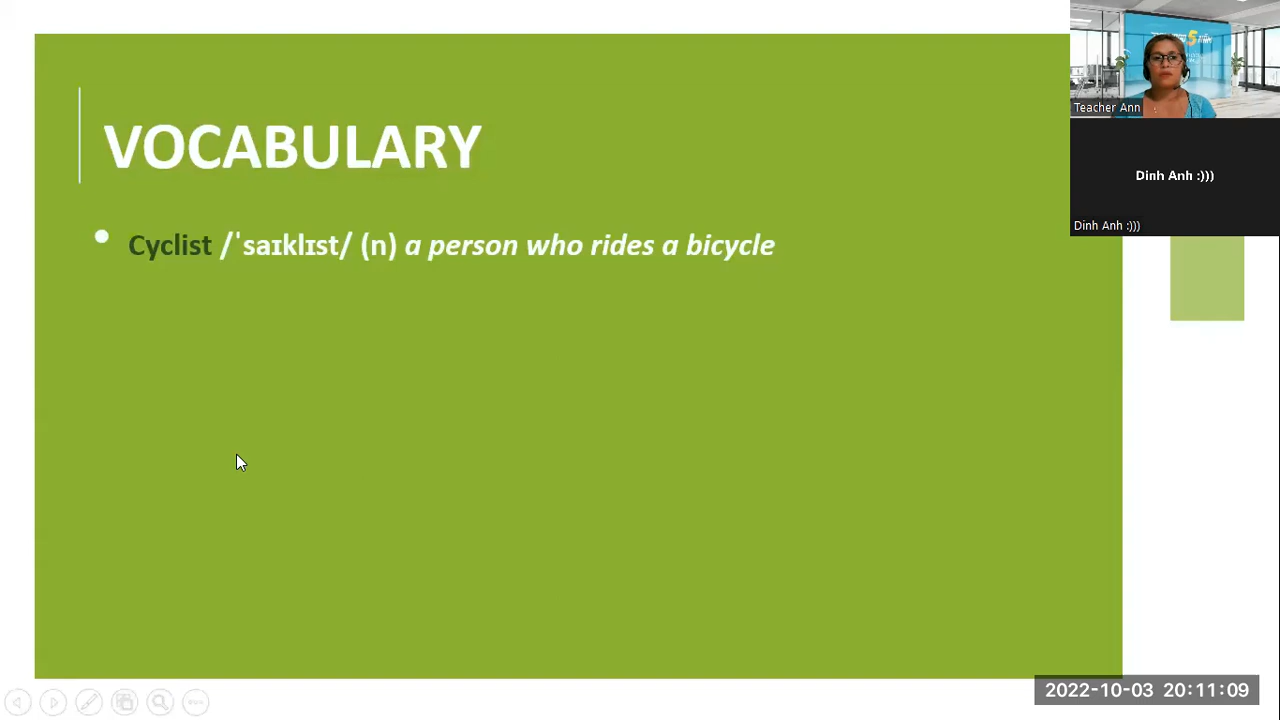 VOCABULARY
• Cyclist /ˈsaɪklɪst/ (n) a person who rides a bicycle
Teacher Ann
Dinh Anh :)))
Dinh Anh :)))
2022-10-03 20:11:09